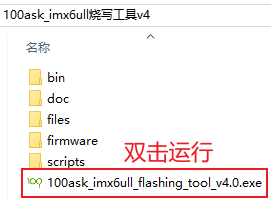 100ask_imx6ull烧写工具v4
名称
bin
doc
files
firmware
scripts
双击运行
100ask_imx6ull_flashing_tool_v4.0.exe